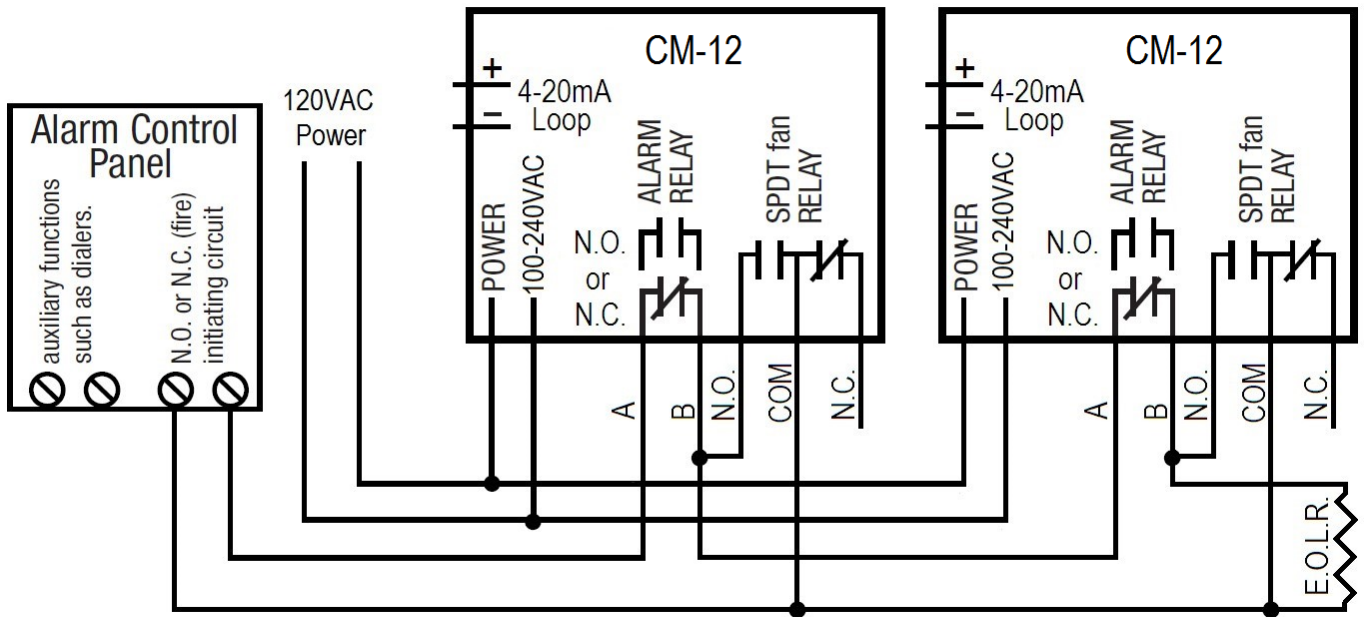 Alarm Control
Panel
auxiliary functions
such as dialers.
N.O. or N.C. (fire)
initiating circuit
120VAC
Power
CM-12
+
4-20mA
-
Loop
POWER
100-240VAC
ALARM
RELAY
N.O.
or
N.C.
SPDT fan
RELAY
A
B
N.O.
COM
N.C.
CM-12
+
4-20mA
-
Loop
POWER
100-240VAC
ALARM
RELAY
N.O.
or
N.C.
SPDT fan
RELAY
A
B
N.O.
COM
N.C.
E.O.L.R.